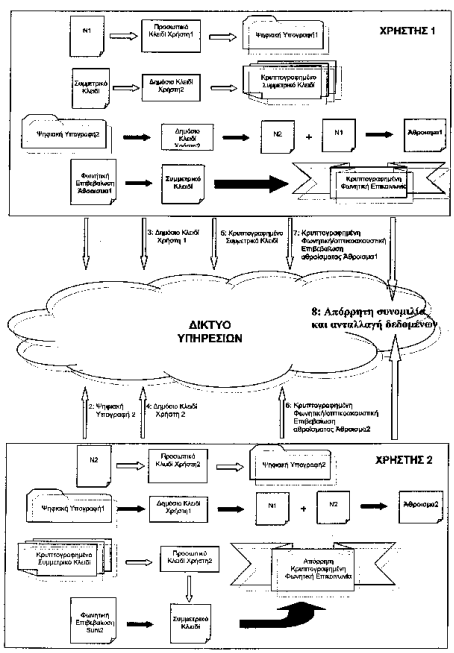 ΧΡΗΣΤΗΣ 1
N1
Προσωπικό
Κλειδί Χρήστη1
Ψηφιακή Υπογραφή1
Συμμετρικό
Κλειδί
Δημόσιο Κλειδί
Χρήστη2
Κρυπτογραφημένο
Συμμετρικό Κλειδί
Ψηφιακή Υπογραφή2
Δημόσιο
Κλειδί
Χρήστη2
N2
+
N1
Άθροισμα1
Φωνητική
Επιβεβαίωση
Αθροίσματα1
Συμμετρικό
Κλειδί
Κρυπτογραφημένη
Φωνητική Επικοινωνία
3: Δημόσιο Κλειδί
Χρήστη 1
5: Κρυπτογραφημένο
Συμμετρικό Κλειδί
7: Κρυπτογραφημένη
Φωνητική/οπτικοακουστική
Επιβεβαίωση
αθροίσματος Άθροισμα1
ΔΙΚΤΥΟ
ΥΠΗΡΕΣΙΩΝ
8: Απόρρητη συνομιλία
και ανταλλαγή δεδομένων
2: Ψηφιακή
Υπογραφή 2
4: Δημόσιο Κλειδί
Χρήστη 2
6: Κρυπτογραφημένη
Φωνητική/οπτικοακουστική
Επιβεβαίωση
αθροίσματος Άθροισμα2
ΧΡΗΣΤΗΣ 2
N2
Προσωπικό
Κλειδί Χρήστη2
Ψηφιακή Υπογραφή2
Ψηφιακή Υπογραφή1
Δημόσιο Κλειδί
Χρήστη1
N1
+
N2
Άθροισμα2
Κρυπτογραφημένο
Συμμετρικό Κλειδί
Προσωπικό
Κλειδί Χρήστη2
Απόρρητη
Κρυπτογραφημένη
Φωνητική Επικοινωνία
Φωνητική
Επιβεβαίωση
Sum2
Συμμετρικό
Κλειδί